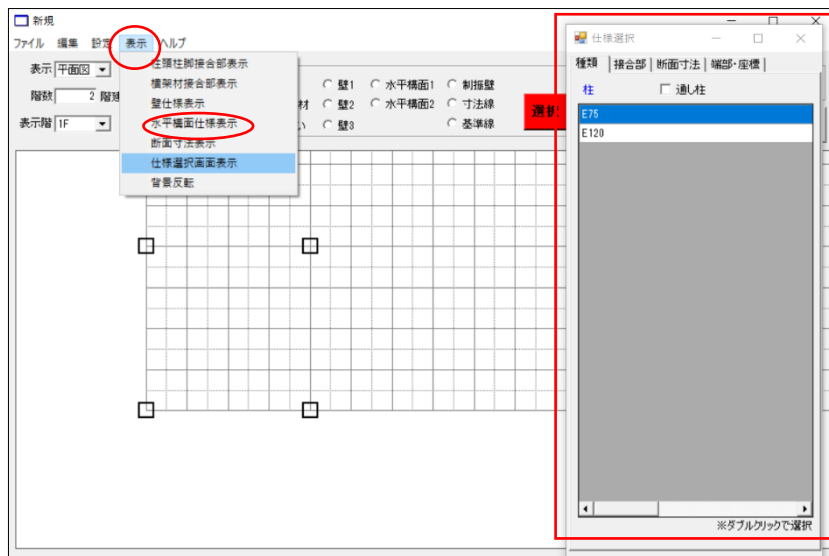 新規
ファイル 編集 設定 表示 ヘルプ
表示 平面図
階数 2 階建
表示階 1F
柱頭柱脚接合部表示
横架材接合部表示
壁仕様表示
水平構面仕様表示
断面寸法表示
仕様選択画面表示
背景反転
壁1 水平構面1 制振壁
材 壁2 水平構面2 寸法線
い 壁3 基準線
選択
仕様選択
種類 接合部 断面寸法 端部・座標
柱 通し柱
E75
E120
※ダブルクリックで選択